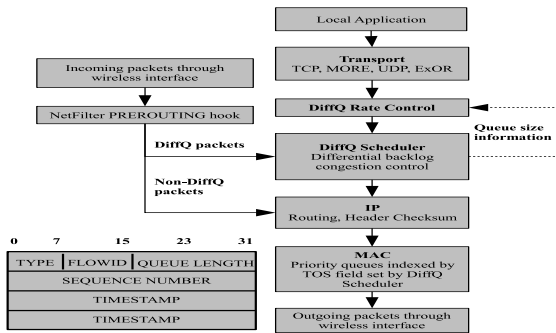 Local Application
Transport
TCP, MORE, UDP, ExOR
Incoming packets through
wireless interface
NetFilter PREROUTING hook
DiffQ Rate Control
Queue size
information
DiffQ packets
DiffQ Scheduler
Differential backlog
congestion control
Non-DiffQ
packets
IP
Routing, Header Checksum
0 7 15 23 31
TYPE FLOWID QUEUE LENGTH
SEQUENCE NUMBER
TIMESTAMP
TIMESTAMP
MAC
Priority queues indexed by
TOS field set by DiffQ
Scheduler
Outgoing packets through
wireless interface